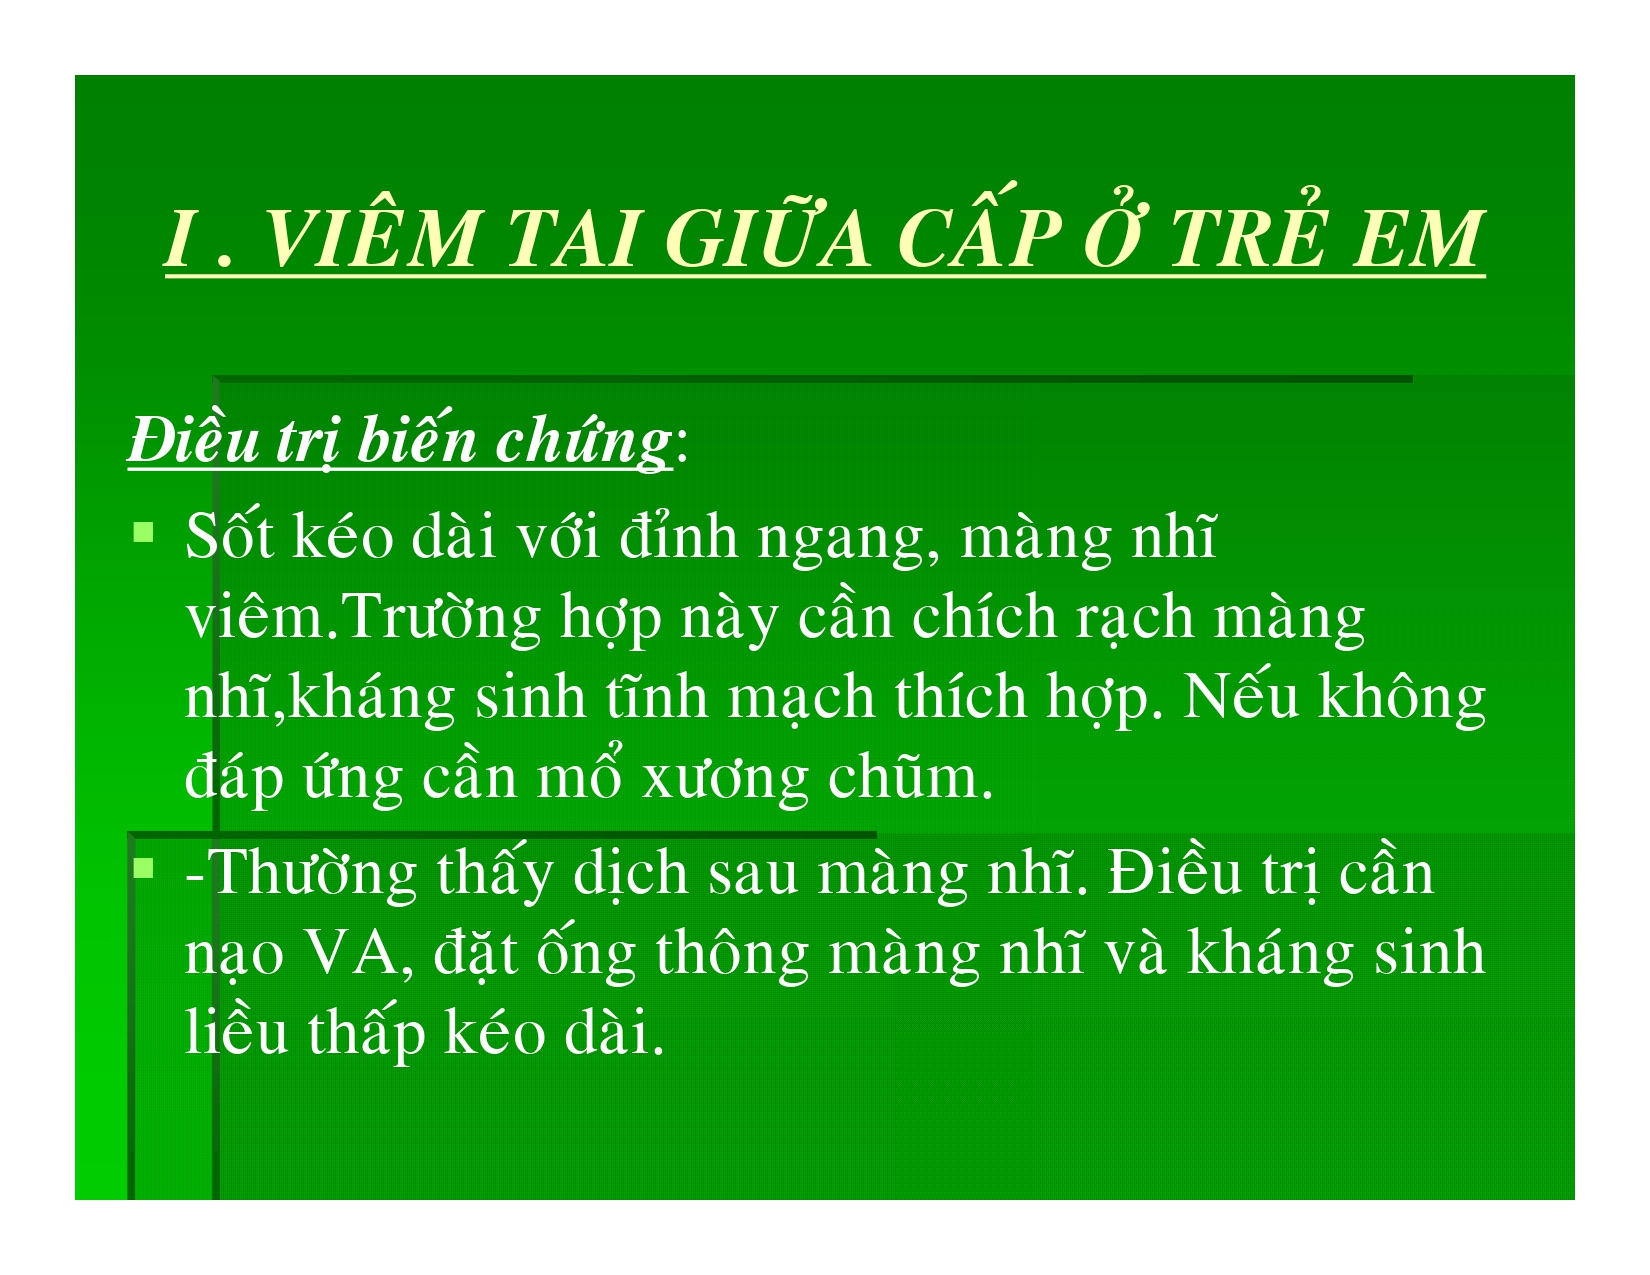 I . VIÊM TAI GIỮA CẤP Ở TRẺ EM
Điều trị biến chứng:
▪ Sốt kéo dài với đỉnh ngang, màng nhĩ
viêm.Trường hợp này cần chích rạch màng
nhĩ,kháng sinh tĩnh mạch thích hợp. Nếu không
đáp ứng cần mổ xương chũm.
▪ -Thường thấy dịch sau màng nhĩ. Điều trị cần
nạo VA, đặt ống thông màng nhĩ và kháng sinh
liều thấp kéo dài.